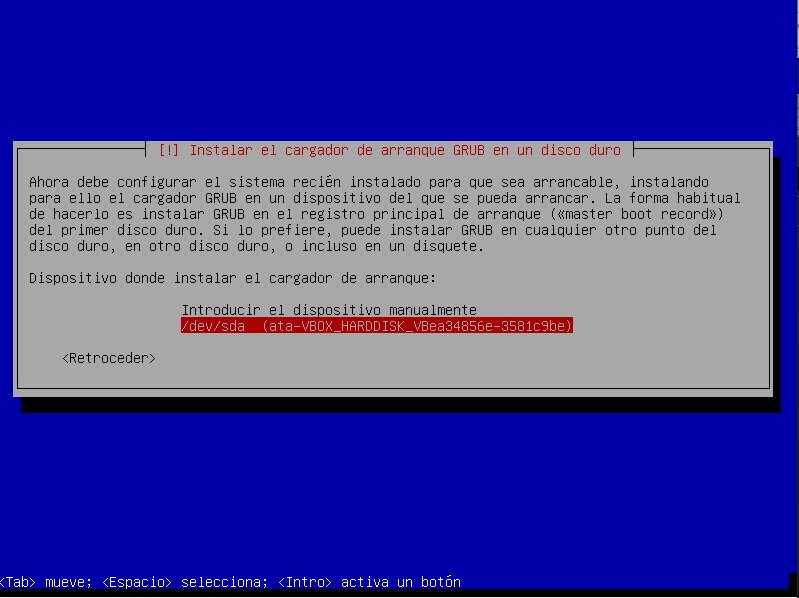 [!] Instalar el cargador de arranque GRUB en un disco duro
Ahora debe configurar el sistema recién instalado para que sea arrancable, instalando
para ello el cargador GRUB en un dispositivo del que se pueda arrancar. La forma habitual
de hacerlo es instalar GRUB en el registro principal de arranque («master boot record»)
del primer disco duro. Si lo prefiere, puede instalar GRUB en cualquier otro punto del
disco duro, en otro disco duro, o incluso en un disquete.
Dispositivo donde instalar el cargador de arranque:
Introducir el dispositivo manualmente
/dev/sda (ata-VBOX_HARDDISK_VBea34856e-3581c9be)
<Retroceder>
<Tab> mueve; <Espacio> selecciona; <Intro> activa un botón